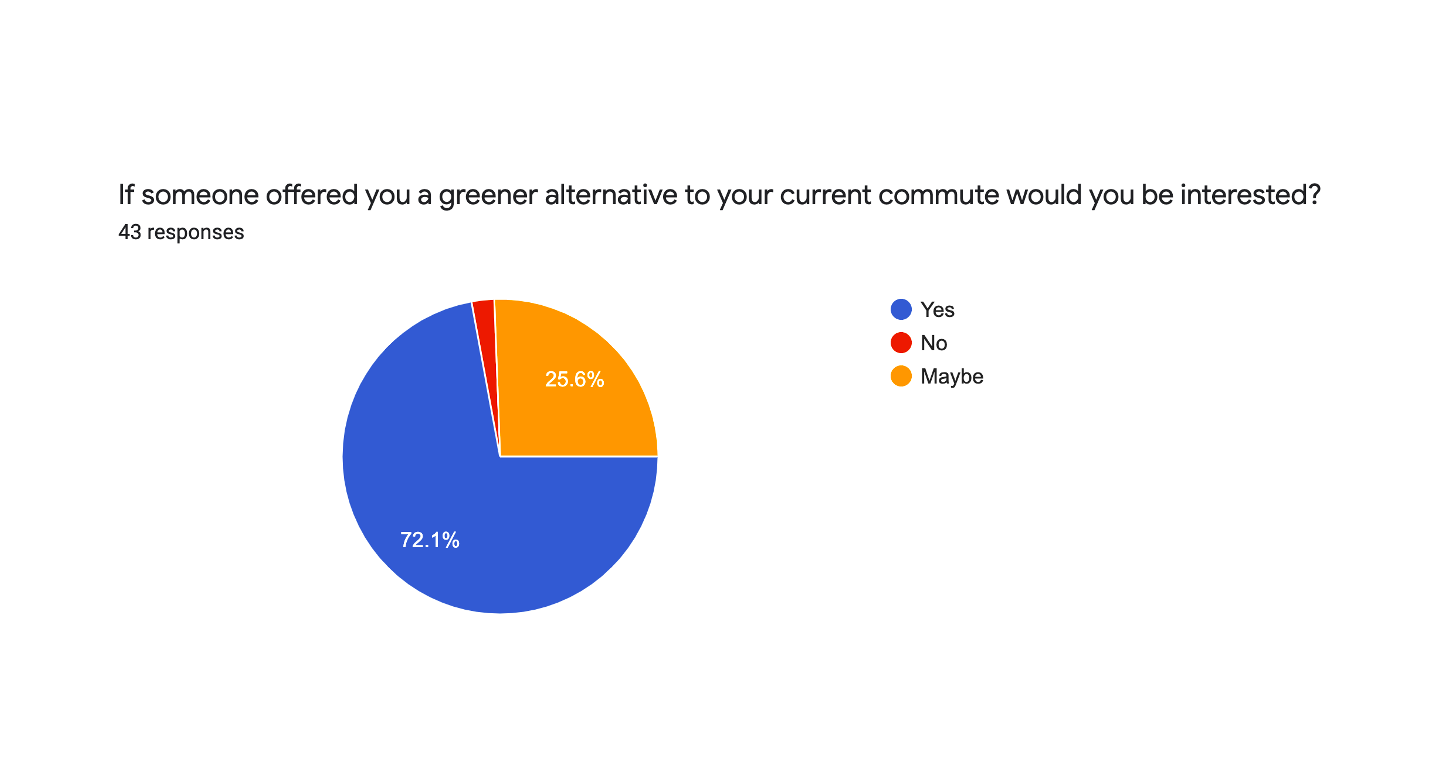 If someone offered you a greener alternative to your current commute would you be interested?
43 responses
Yes
No
Maybe
25.6%
72.1%